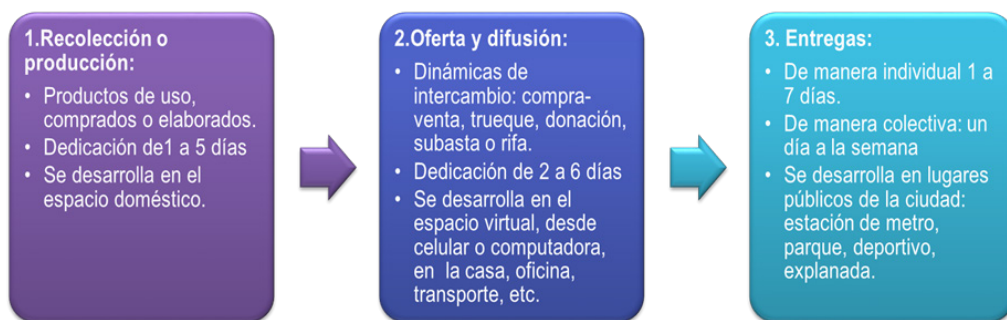 1.Recolección o
producción:
• Productos de uso,
comprados o elaborados.
• Dedicación de1 a 5 días
• Se desarrolla en el
espacio doméstico.
2.Oferta y difusión:
• Dinámicas de
intercambio: compra-
venta, trueque, donación,
subasta o rifa.
• Dedicación de 2 a 6 días
• Se desarrolla en el
espacio virtual, desde
celular o computadora,
en la casa, oficina,
transporte, etc.
3. Entregas:
• De manera individual 1 a
7 días.
• De manera colectiva: un
día a la semana
• Se desarrolla en lugares
públicos de la ciudad:
estación de metro,
parque, deportivo,
explanada.